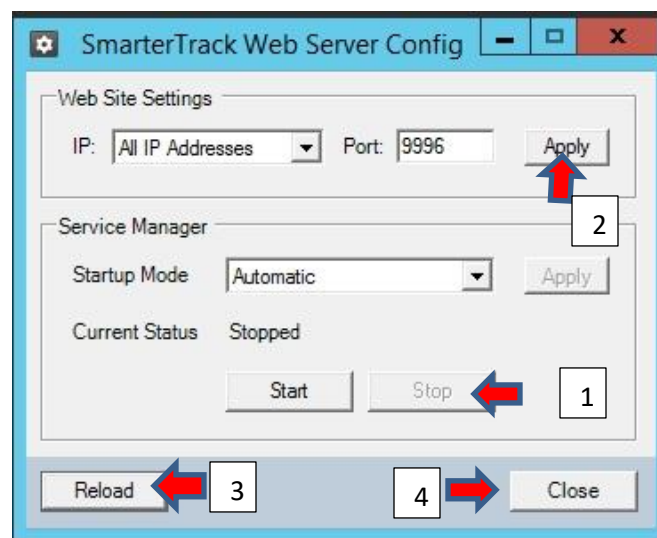 SmarterTrack Web Server Config
Web Site Settings
IP: All IP Addresses Port: 9996 Apply
2
Service Manager
Startup Mode Automatic Apply
Current Status Stopped
Start Stop 1
Reload 3 4 Close